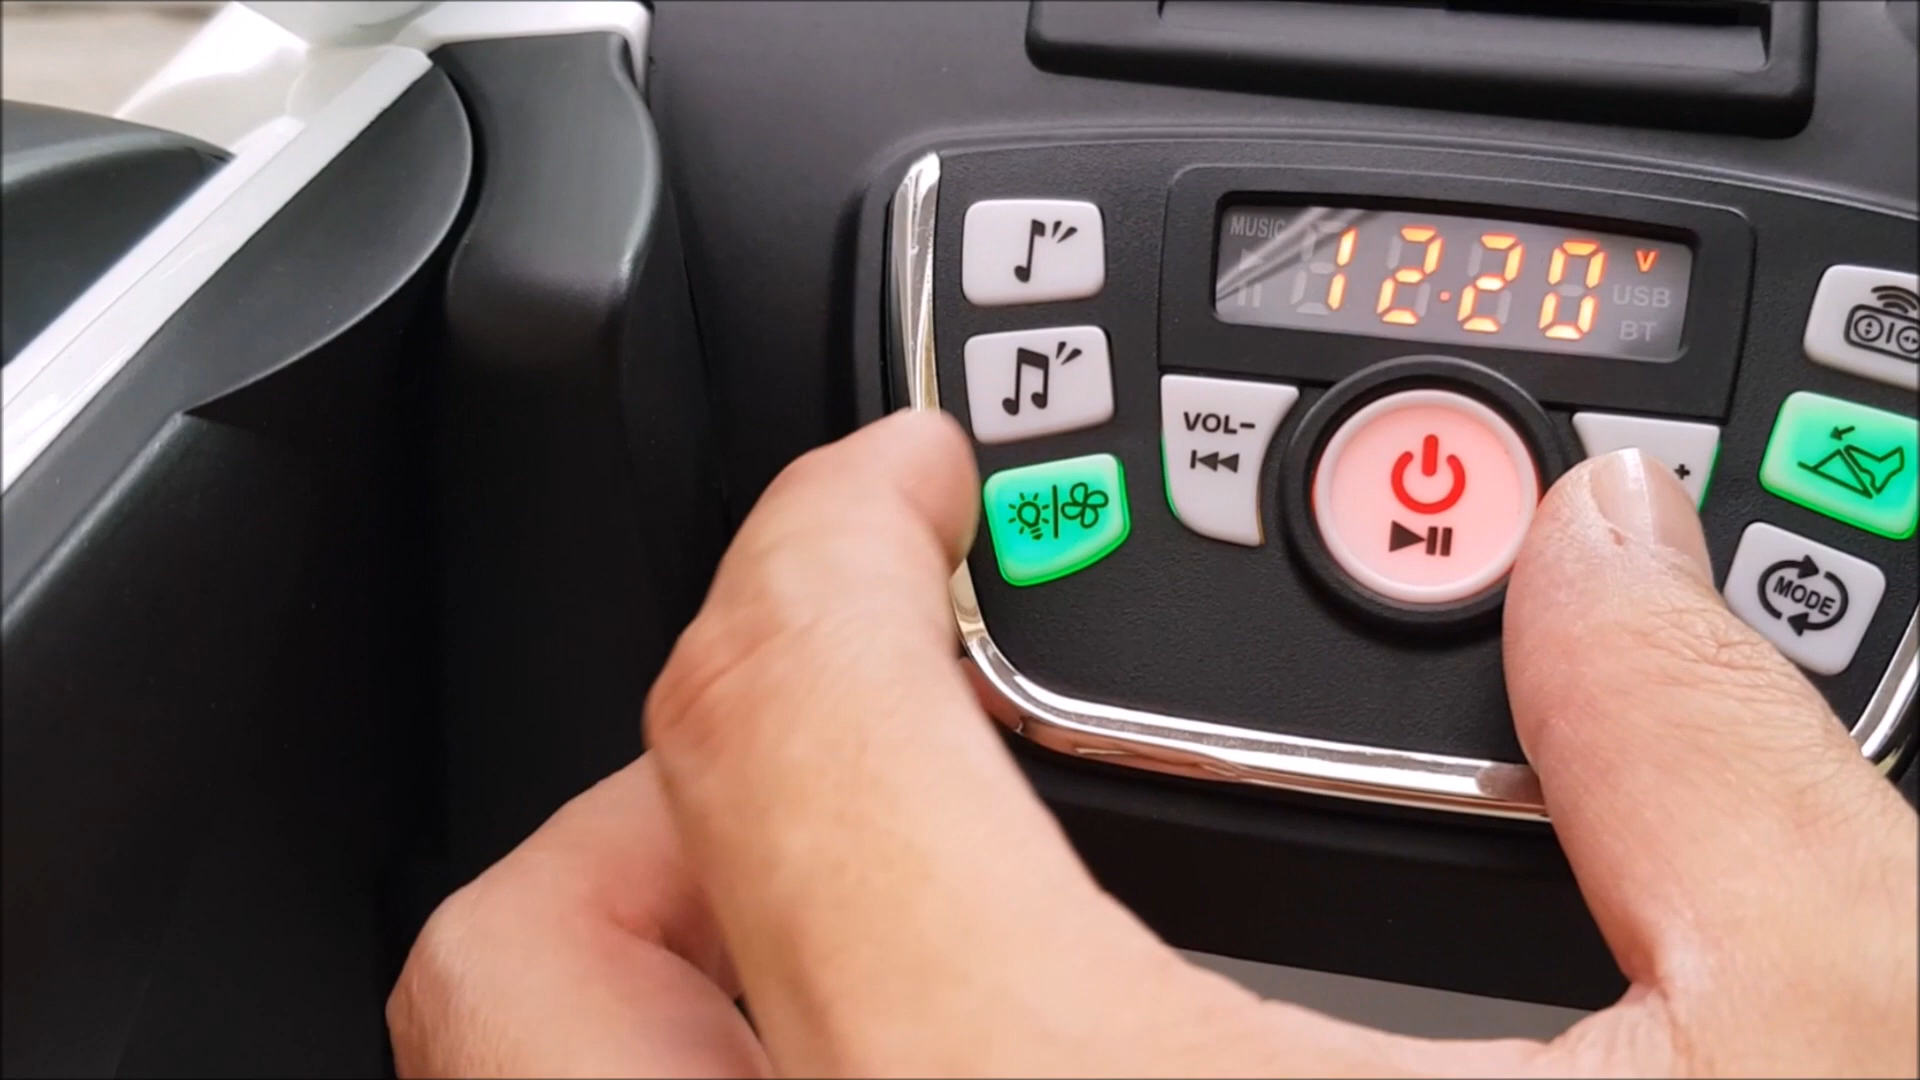 MUSIC
12.20 V
USB
BT
VOL-
+
MODE